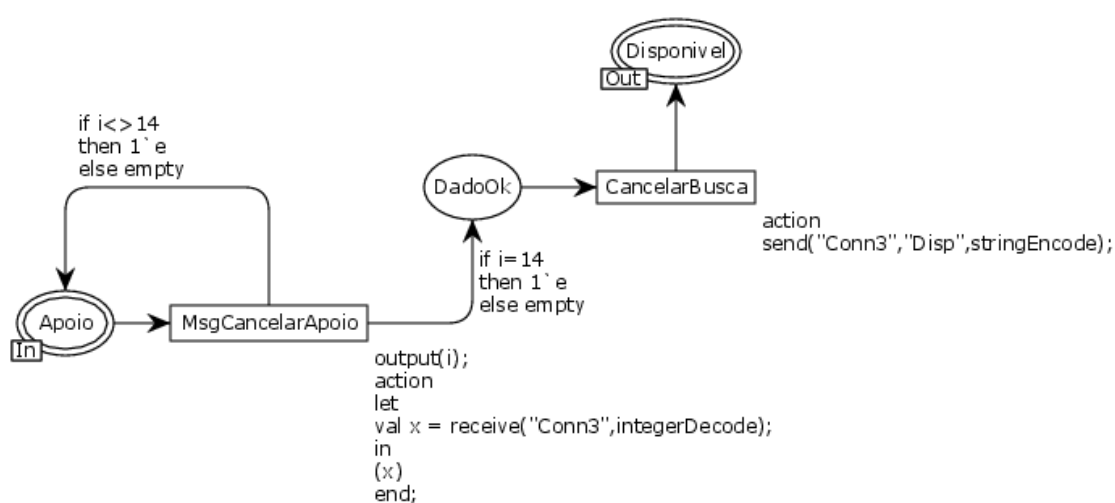 Disponivel
Out
if i<>14
then 1`e
else empty
DadoOk
CancelarBusca
action
send("Conn3","Disp",stringEncode);
if i=14
then 1`e
else empty
Apoio
In
MsgCancelarApoio
output(i);
action
let
val x = receive("Conn3",integerDecode);
in
(x)
end;